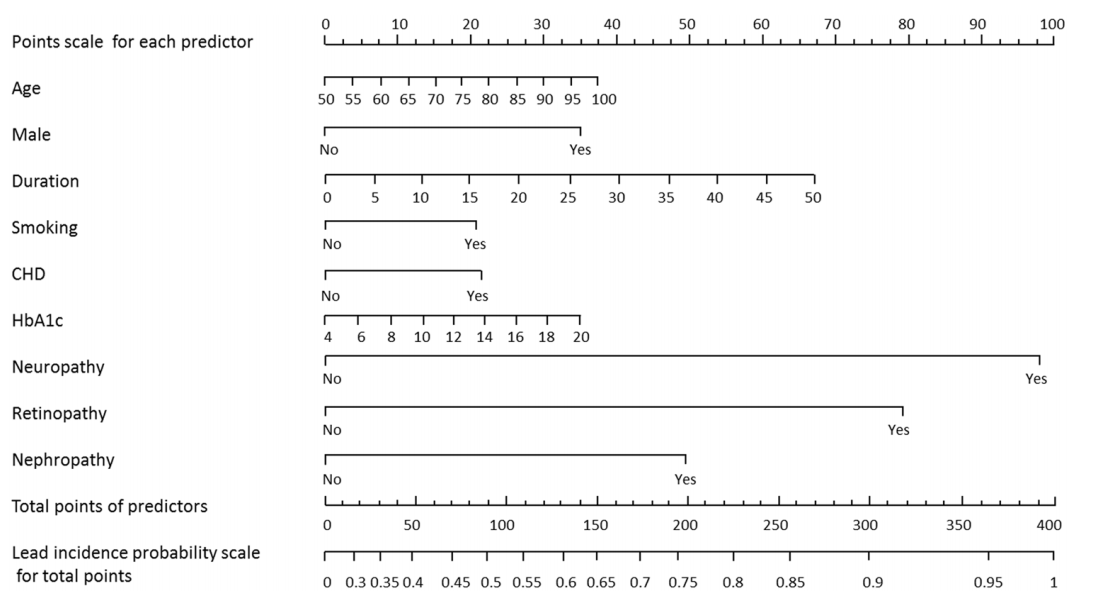 0 10 20 30 40 50 60 70 80 90 100
Points scale for each predictor
Age
50 55 60 65 70 75 80 85 90 95 100
Male
No Yes
Duration
0 5 10 15 20 25 30 35 40 45 50
Smoking
No Yes
CHD
No Yes
HbA1c
4 6 8 10 12 14 16 18 20
Neuropathy
No Yes
Retinopathy
No Yes
Nephropathy
No Yes
Total points of predictors
0 50 100 150 200 250 300 350 400
Lead incidence probability scale
for total points
0 0.3 0.35 0.4 0.45 0.5 0.55 0.6 0.65 0.7 0.75 0.8 0.85 0.9 0.95 1